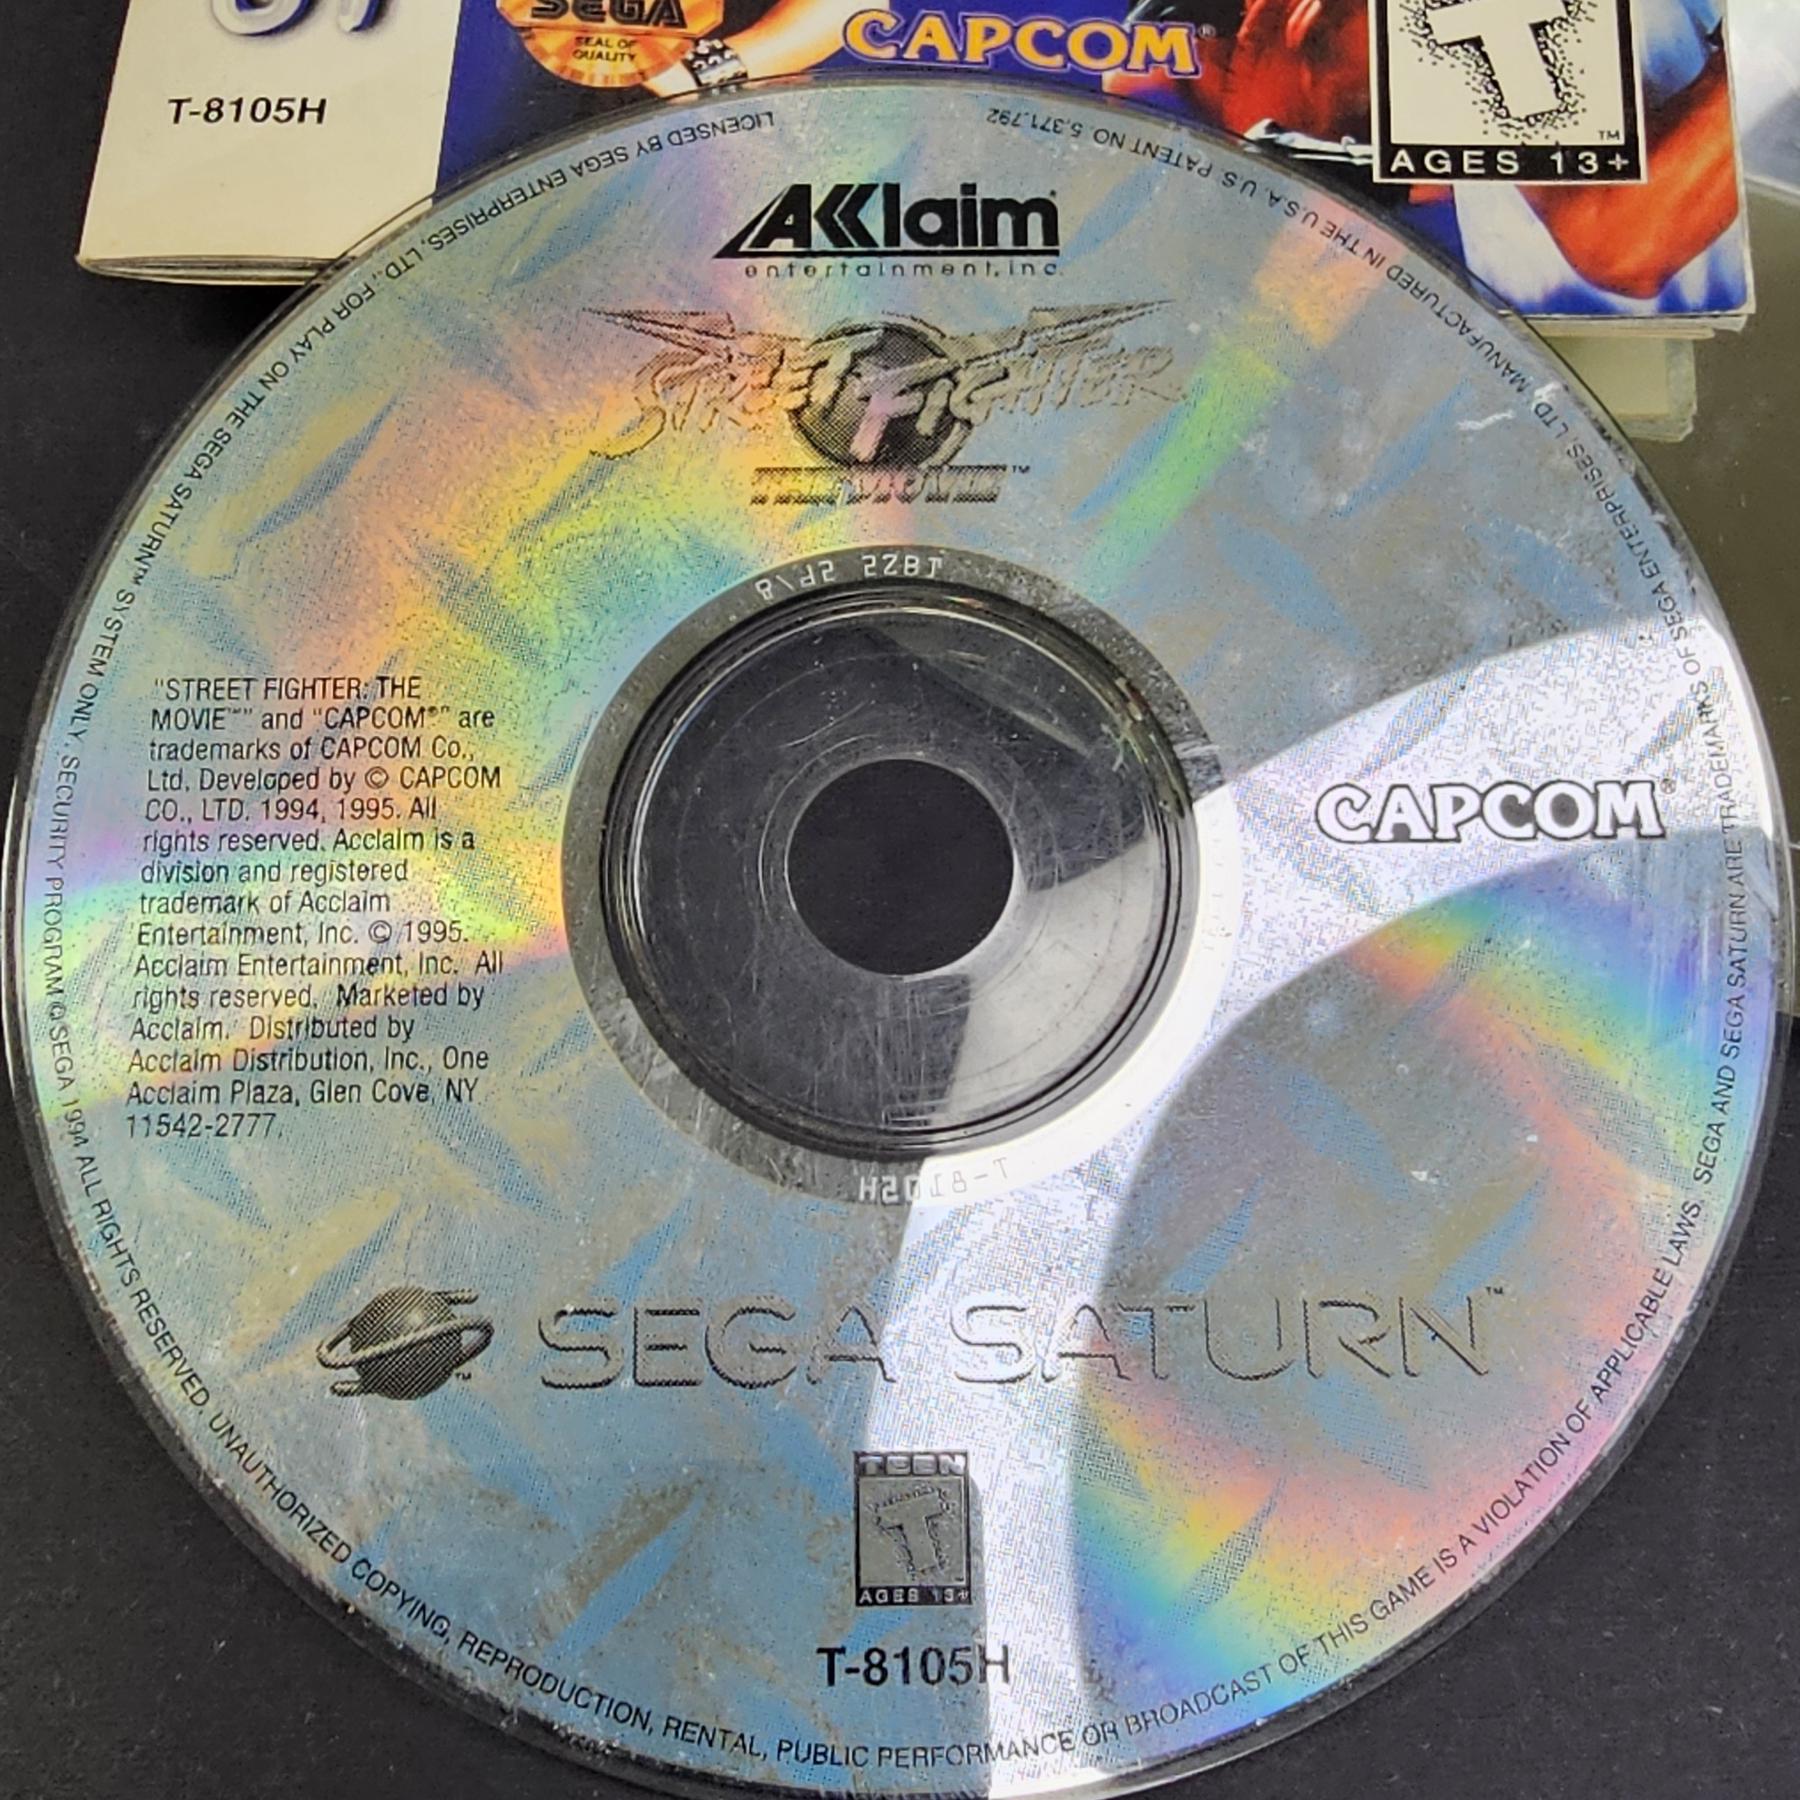 SEGA
SEAL OF
QUALITY
CAPCOM®
T
™
AGES 13+
T-8105H
LICENSED BY SEGA ENTERPRISES, LTD., FOR PLAY ON THE SEGA SATURN™ SYSTEM ONLY. SECURITY PROGRAM © SEGA 1994 ALL RIGHTS RESERVED. UNAUTHORIZED COPYING, REPRODUCTION, RENTAL, PUBLIC PERFORMANCE OR BROADCAST OF THIS GAME IS A VIOLATION OF APPLICABLE LAWS. SEGA AND SEGA SATURN ARE TRADEMARKS OF SEGA ENTERPRISES, LTD MANUFACTURED IN THE U.S.A. U.S. PATENT NO. 5,371,792
AKKlaim
entertainment, inc.
STREET FIGHTER
THE MOVIE™
"STREET FIGHTER: THE
MOVIE™" and "CAPCOM®" are
trademarks of CAPCOM Co.,
Ltd. Developed by © CAPCOM
CO., LTD. 1994, 1995. All
rights reserved. Acclaim is a
division and registered
trademark of Acclaim
Entertainment, Inc. © 1995.
Acclaim Entertainment, Inc. All
rights reserved. Marketed by
Acclaim. Distributed by
Acclaim Distribution, Inc., One
Acclaim Plaza, Glen Cove, NY
11542-2777.
CAPCOM®
T-8105H
SEGA SATURN™
TEEN
T
AGES 13+
T-8105H